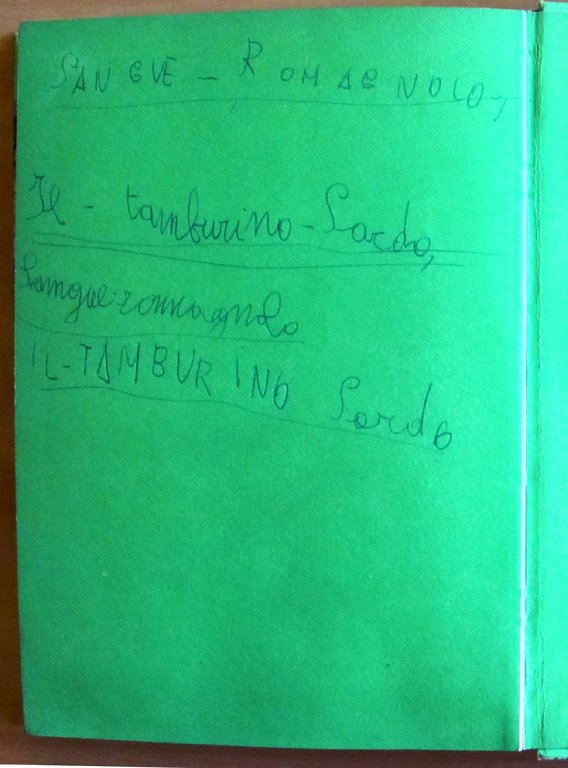 SANGUE - ROMAGNOLO,
Il - tamburino - Sardo,
Sangue romagnolo
IL-TAMBURINO Sardo